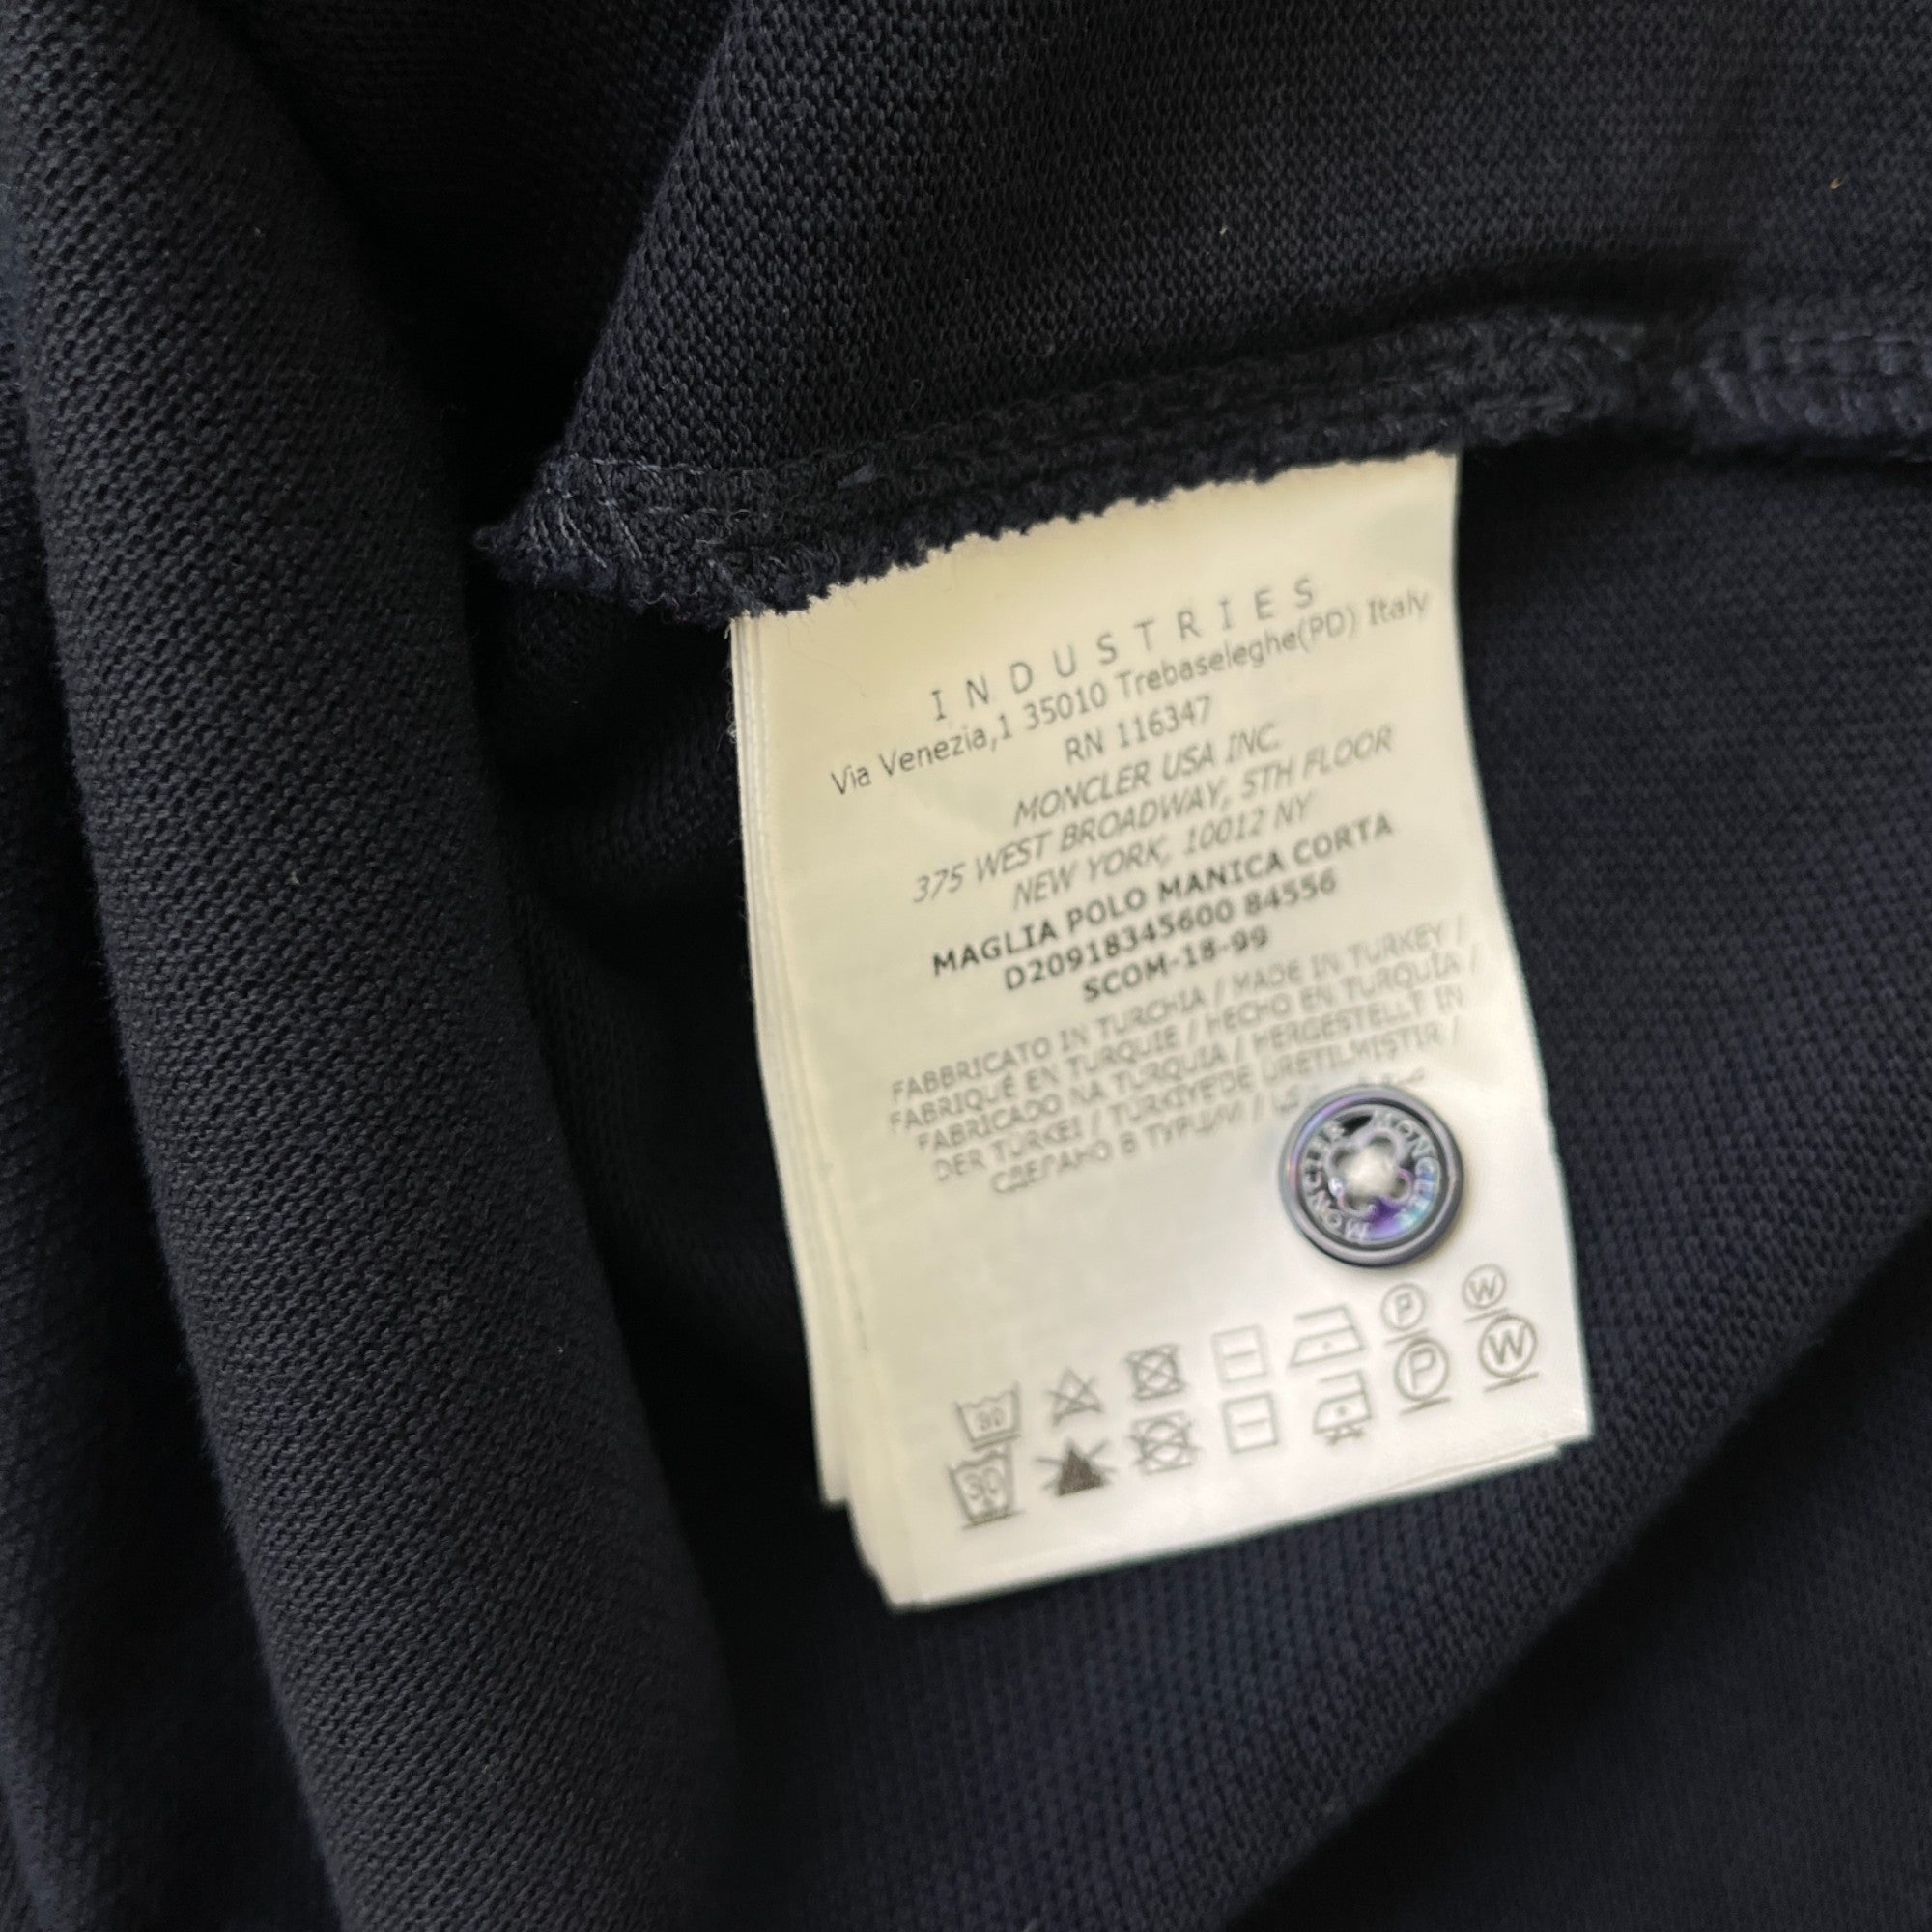 INDUSTRIES
Via Venezia,1 35010 Trebaseleghe(PD) Italy
RN 116347
MONCLER USA INC.
375 WEST BROADWAY, 5TH FLOOR
NEW YORK, 10012 NY
MAGLIA POLO MANICA CORTA
D20918345600 84556
SCOM-18-99
FABBRICATO IN TURCHIA / MADE IN TURKEY /
FABRIQUÉ EN TURQUIE / HECHO EN TURQUÍA /
FABRICADO NA TURQUIA / HERGESTELLT IN
DER TÜRKEI / TÜRKIYE'DE ÜRETILMIŞTIR /
СДЕЛАНО В ТУРЦИИ /
MONCLER MONCLER
30 P W
30 P W